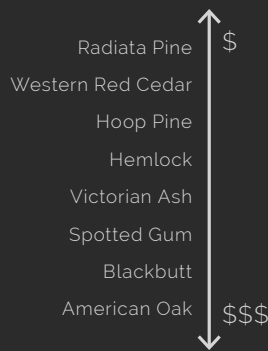 Radiata Pine
$
Western Red Cedar
Hoop Pine
Hemlock
Victorian Ash
Spotted Gum
Blackbutt
American Oak
$$$